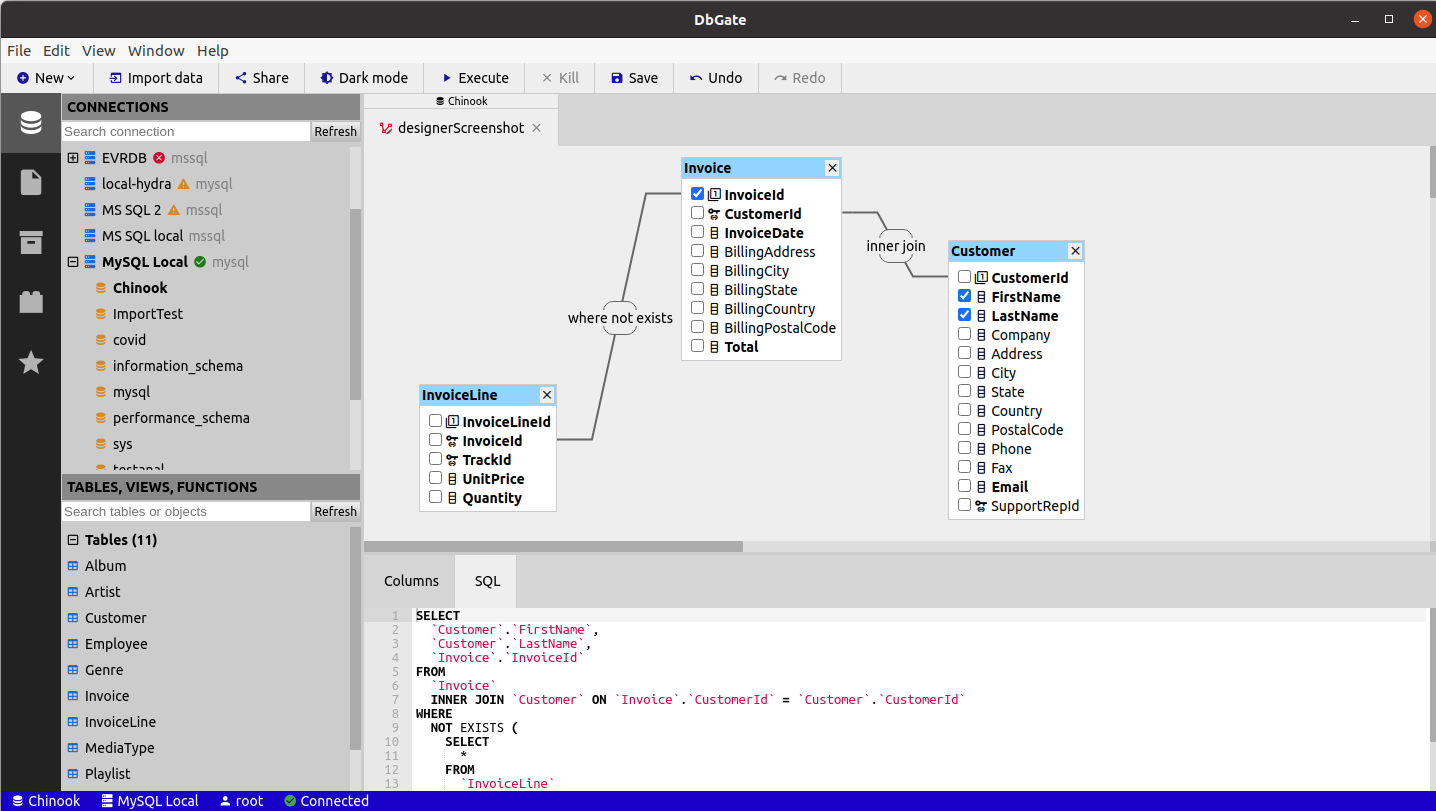 DbGate
File Edit View Window Help
New Import data Share Dark mode Execute Kill Save Undo Redo
CONNECTIONS
Search connection Refresh
EVRDB mssql
local-hydra mysql
MS SQL 2 mssql
MS SQL local mssql
MySQL Local mysql
Chinook
ImportTest
covid
information_schema
mysql
performance_schema
sys
TABLES, VIEWS, FUNCTIONS
Search tables or objects Refresh
Tables (11)
Album
Artist
Customer
Employee
Genre
Invoice
InvoiceLine
MediaType
Playlist
Chinook
designerScreenshot
Invoice
InvoiceId
CustomerId
InvoiceDate
BillingAddress
BillingCity
BillingState
BillingCountry
BillingPostalCode
Total
inner join
where not exists
Customer
CustomerId
FirstName
LastName
Company
Address
City
State
Country
PostalCode
Phone
Fax
Email
SupportRepId
InvoiceLine
InvoiceLineId
InvoiceId
TrackId
UnitPrice
Quantity
Columns SQL
1 SELECT
2 `Customer`.`FirstName`,
3 `Customer`.`LastName`,
4 `Invoice`.`InvoiceId`
5 FROM
6 `Invoice`
7 INNER JOIN `Customer` ON `Invoice`.`CustomerId` = `Customer`.`CustomerId`
8 WHERE
9 NOT EXISTS (
10 SELECT
11 *
12 FROM
13 `InvoiceLine`
Chinook MySQL Local root Connected